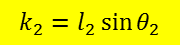 k₂ = l₂ sin θ₂